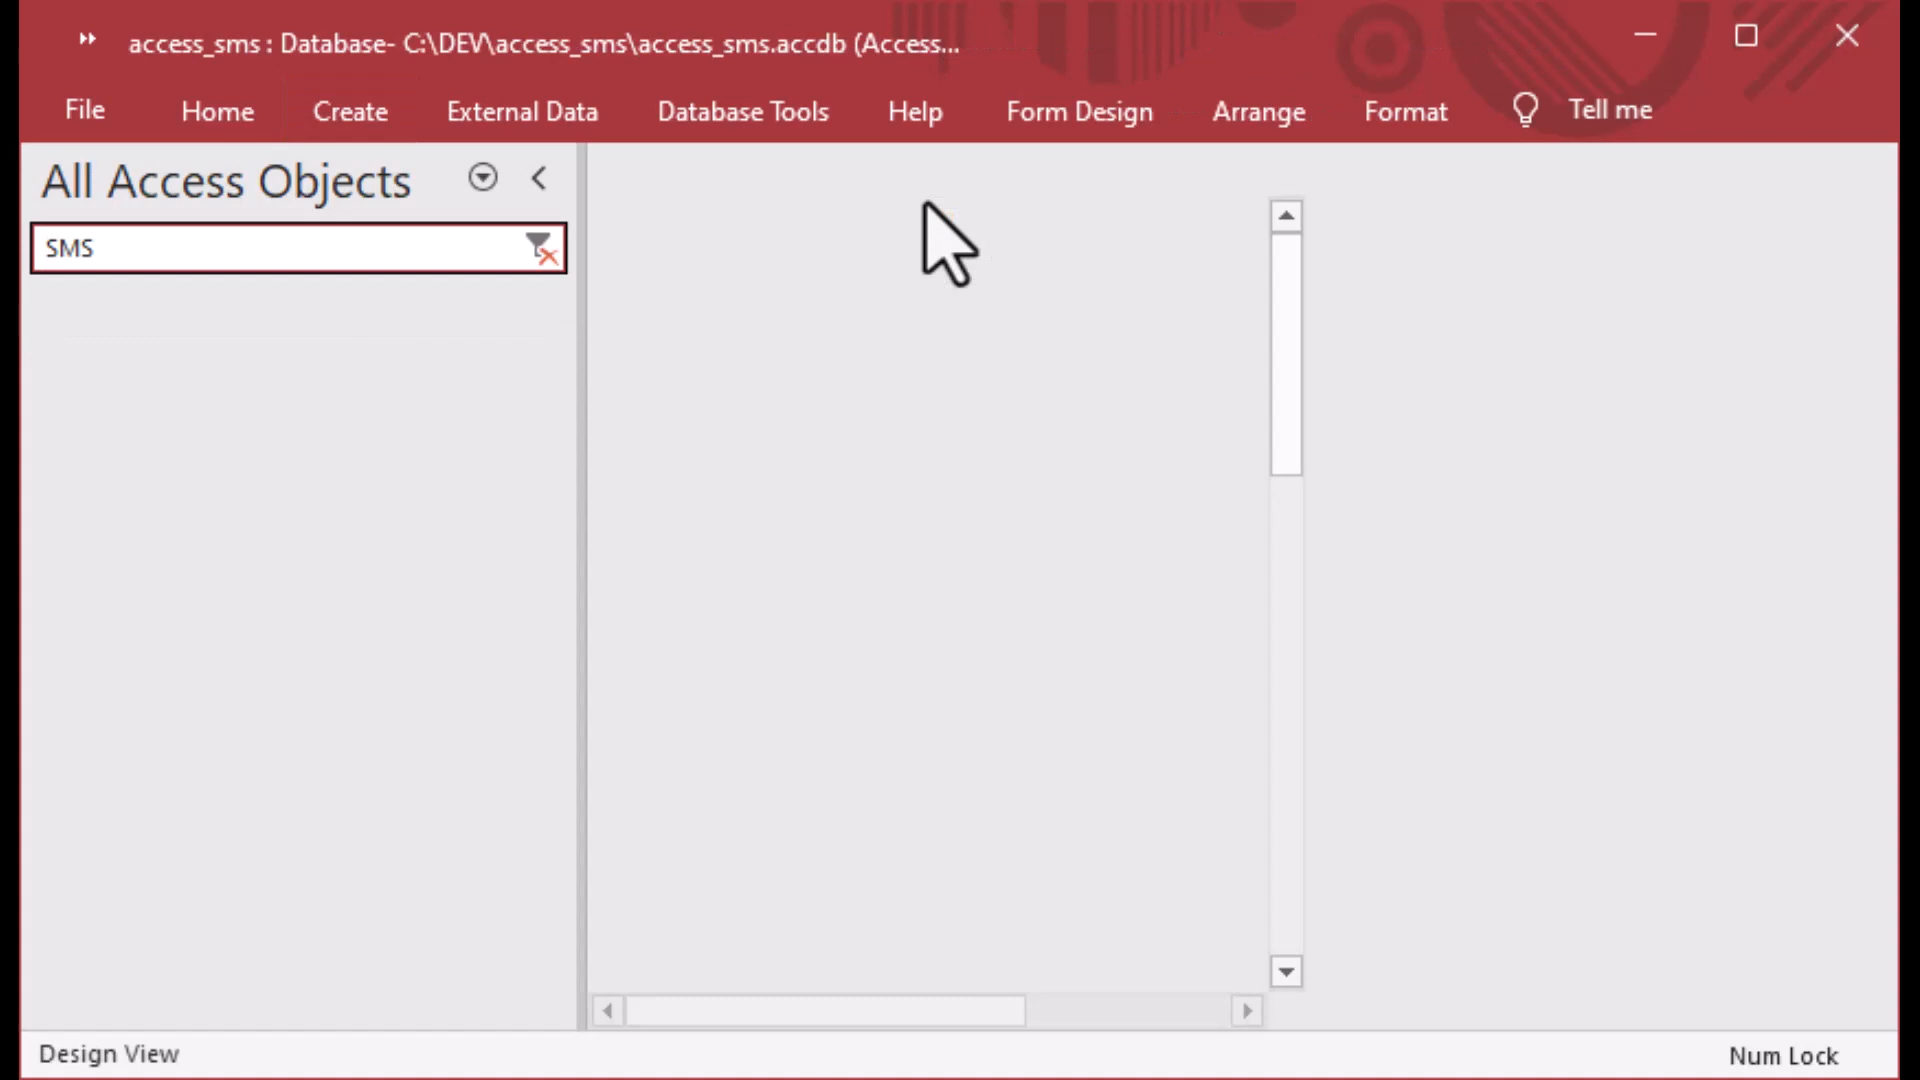 access_sms : Database- C:\DEV\access_sms\access_sms.accdb (Access...
File Home Create External Data Database Tools Help Form Design Arrange Format Tell me
All Access Objects
SMS
Design View
Num Lock